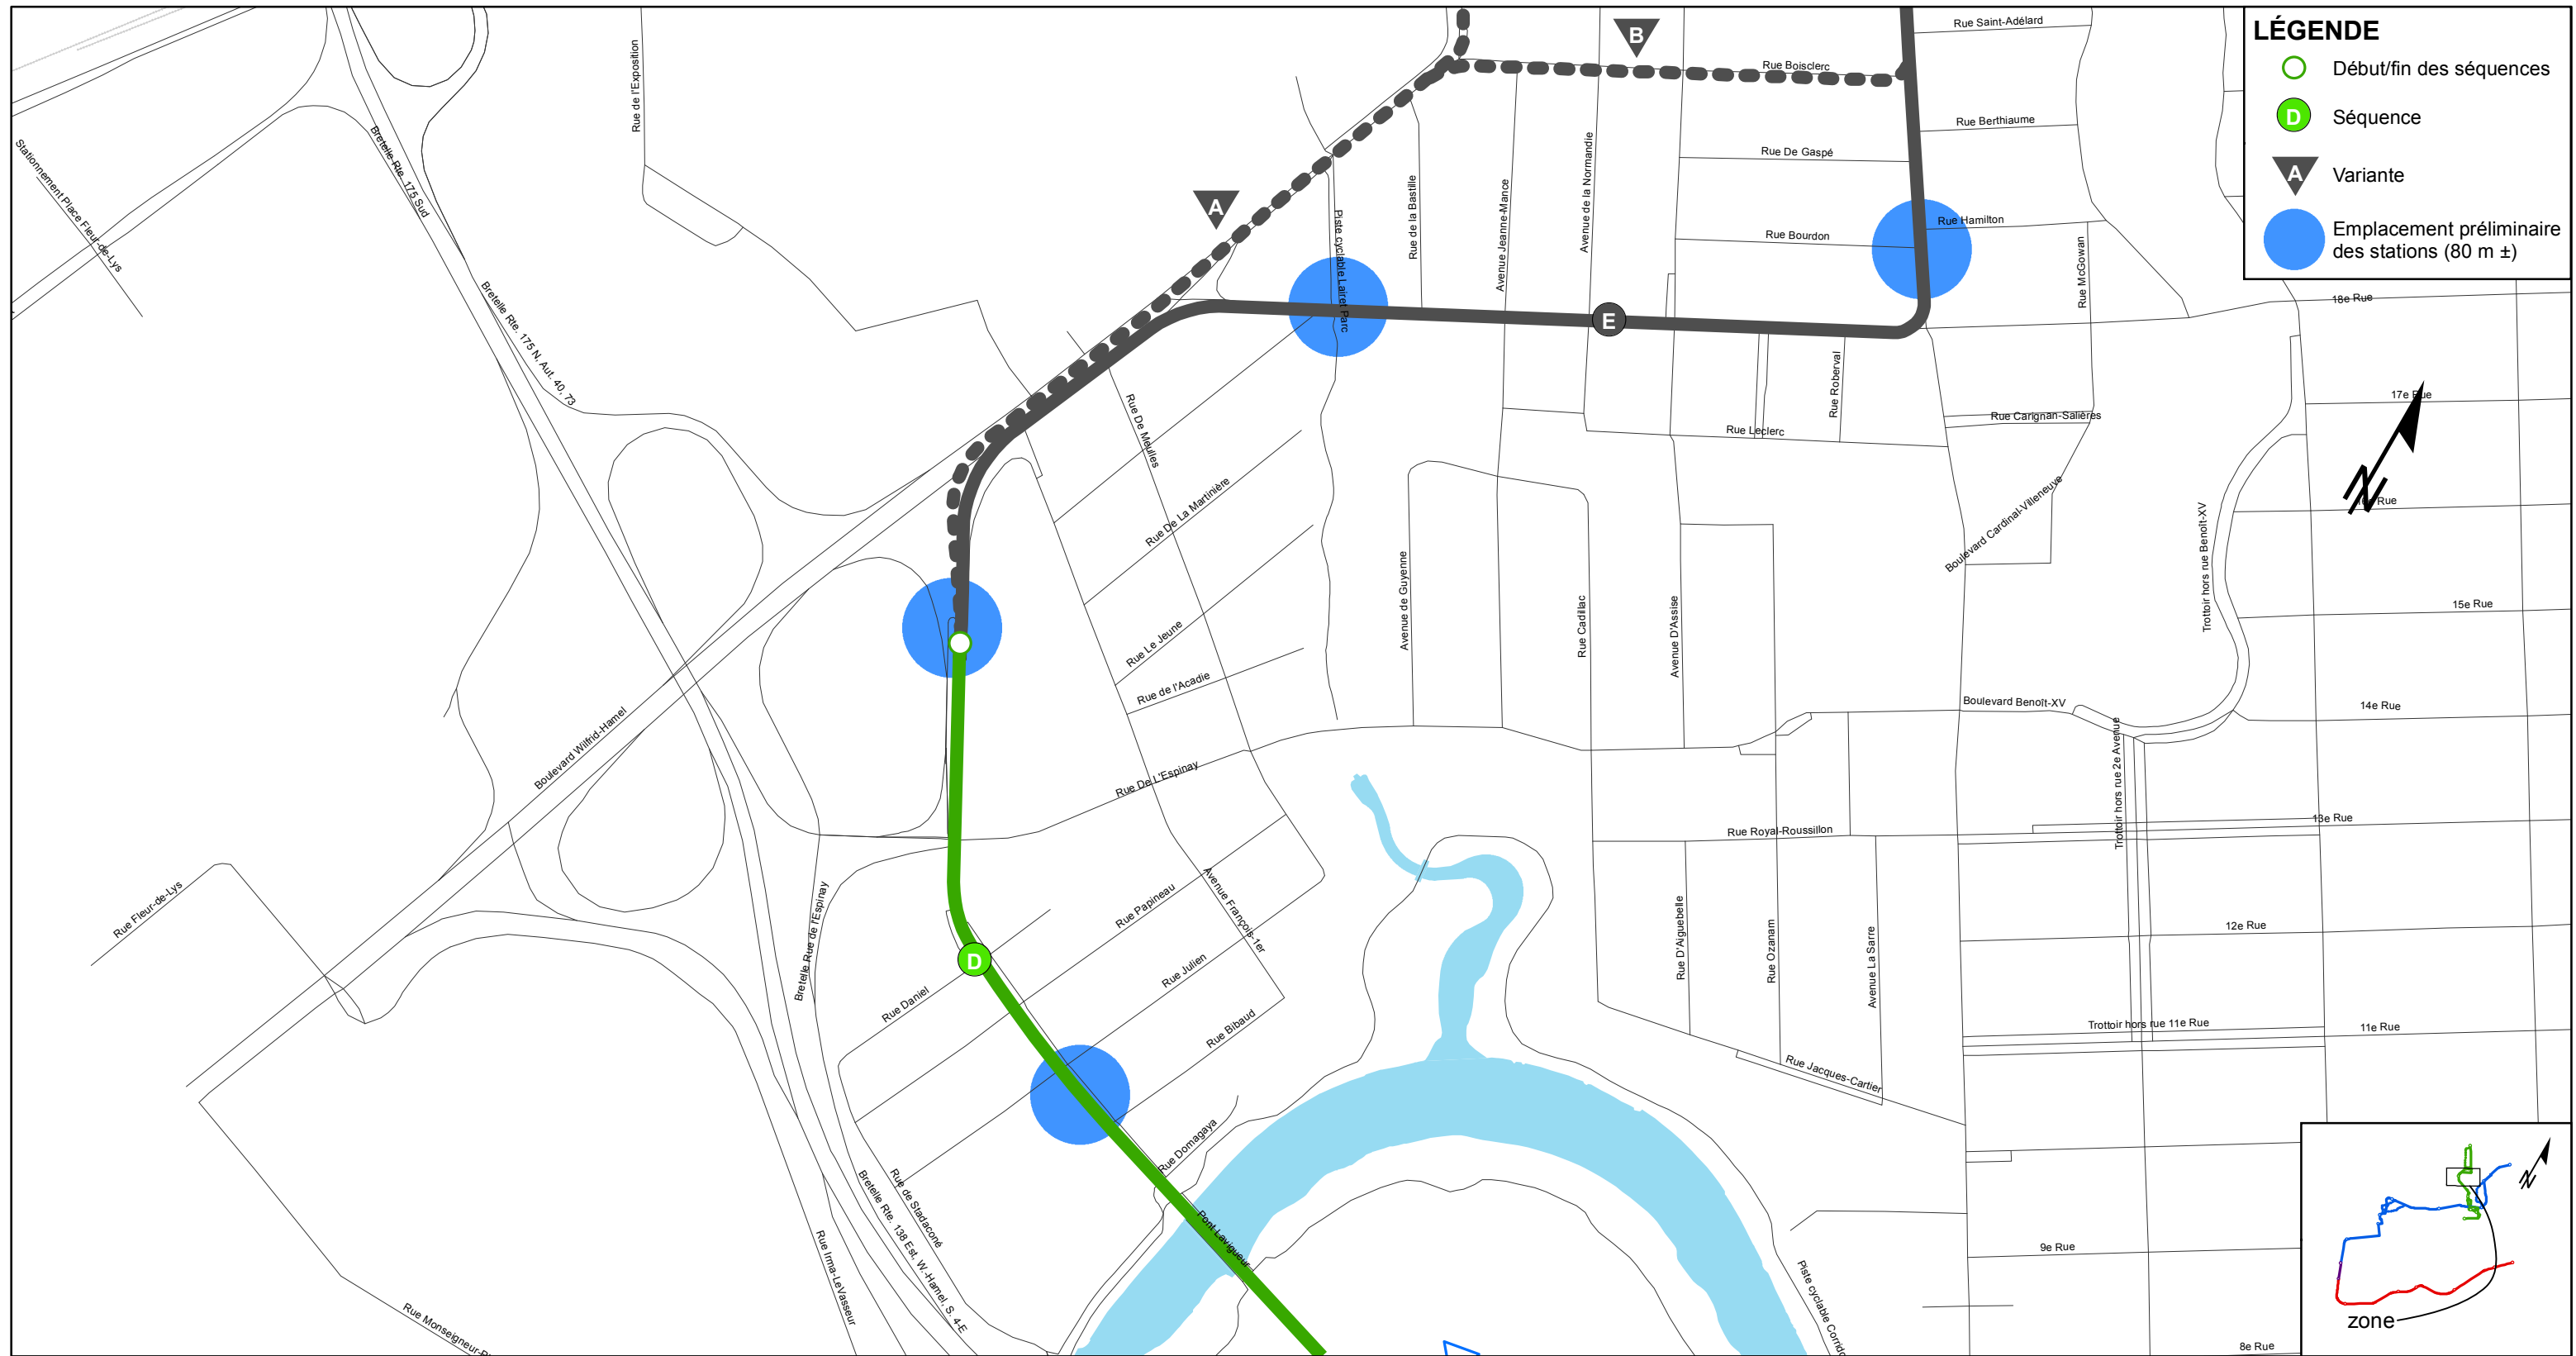 LÉGENDE
Début/fin des séquences
D
Séquence
A
Variante
Emplacement préliminaire
des stations (80 m ±)
Rue Saint-Adélard
B
Rue Boisclerc
Rue de l'Exposition
Rue Berthiaume
Bretelle Rte. 175 Sud
Rue De Gaspé
Stationnement Place Fleur-de-Lys
Avenue de la Normandie
Rue de la Bastille
Avenue Jeanne-Mance
A
Piste cyclable Lairet Parc
Rue Hamilton
Rue Bourdon
Rue McGowan
18e Rue
E
Bretelle Rte. 175 N. Aut. 40, 73
Rue Roberval
17e Rue
Rue De Meulles
Rue Carignan-Salières
Rue Leclerc
N
Rue De La Martinière
Boulevard Cardinal-Villeneuve
Trottoir hors rue Benoît-XV
Avenue de Guyenne
Rue Cadillac
Avenue D'Assise
15e Rue
Rue Le Jeune
Rue de l'Acadie
Boulevard Benoît-XV
14e Rue
Boulevard Wilfrid-Hamel
Rue De L'Espinay
Trottoir hors rue 2e Avenue
13e Rue
Rue Royal-Roussillon
Rue Fleur-de-Lys
Bretelle Rue de l'Espinay
Rue Papineau
Avenue François-1er
Rue D'Aiguebelle
Rue Ozanam
Avenue La Sarre
12e Rue
D
Rue Julien
Rue Daniel
Rue Bibaud
Trottoir hors rue 11e Rue
11e Rue
Rue Jacques-Cartier
Rue Domagaya
Rue de Stadaconé
Bretelle Rte. 138 Est, W.-Hamel, S. 4-E
Pont Lavigueur
Rue Irma-LeVasseur
9e Rue
Piste cyclable Corrido
Rue Monseigneur-
8e Rue
N
zone